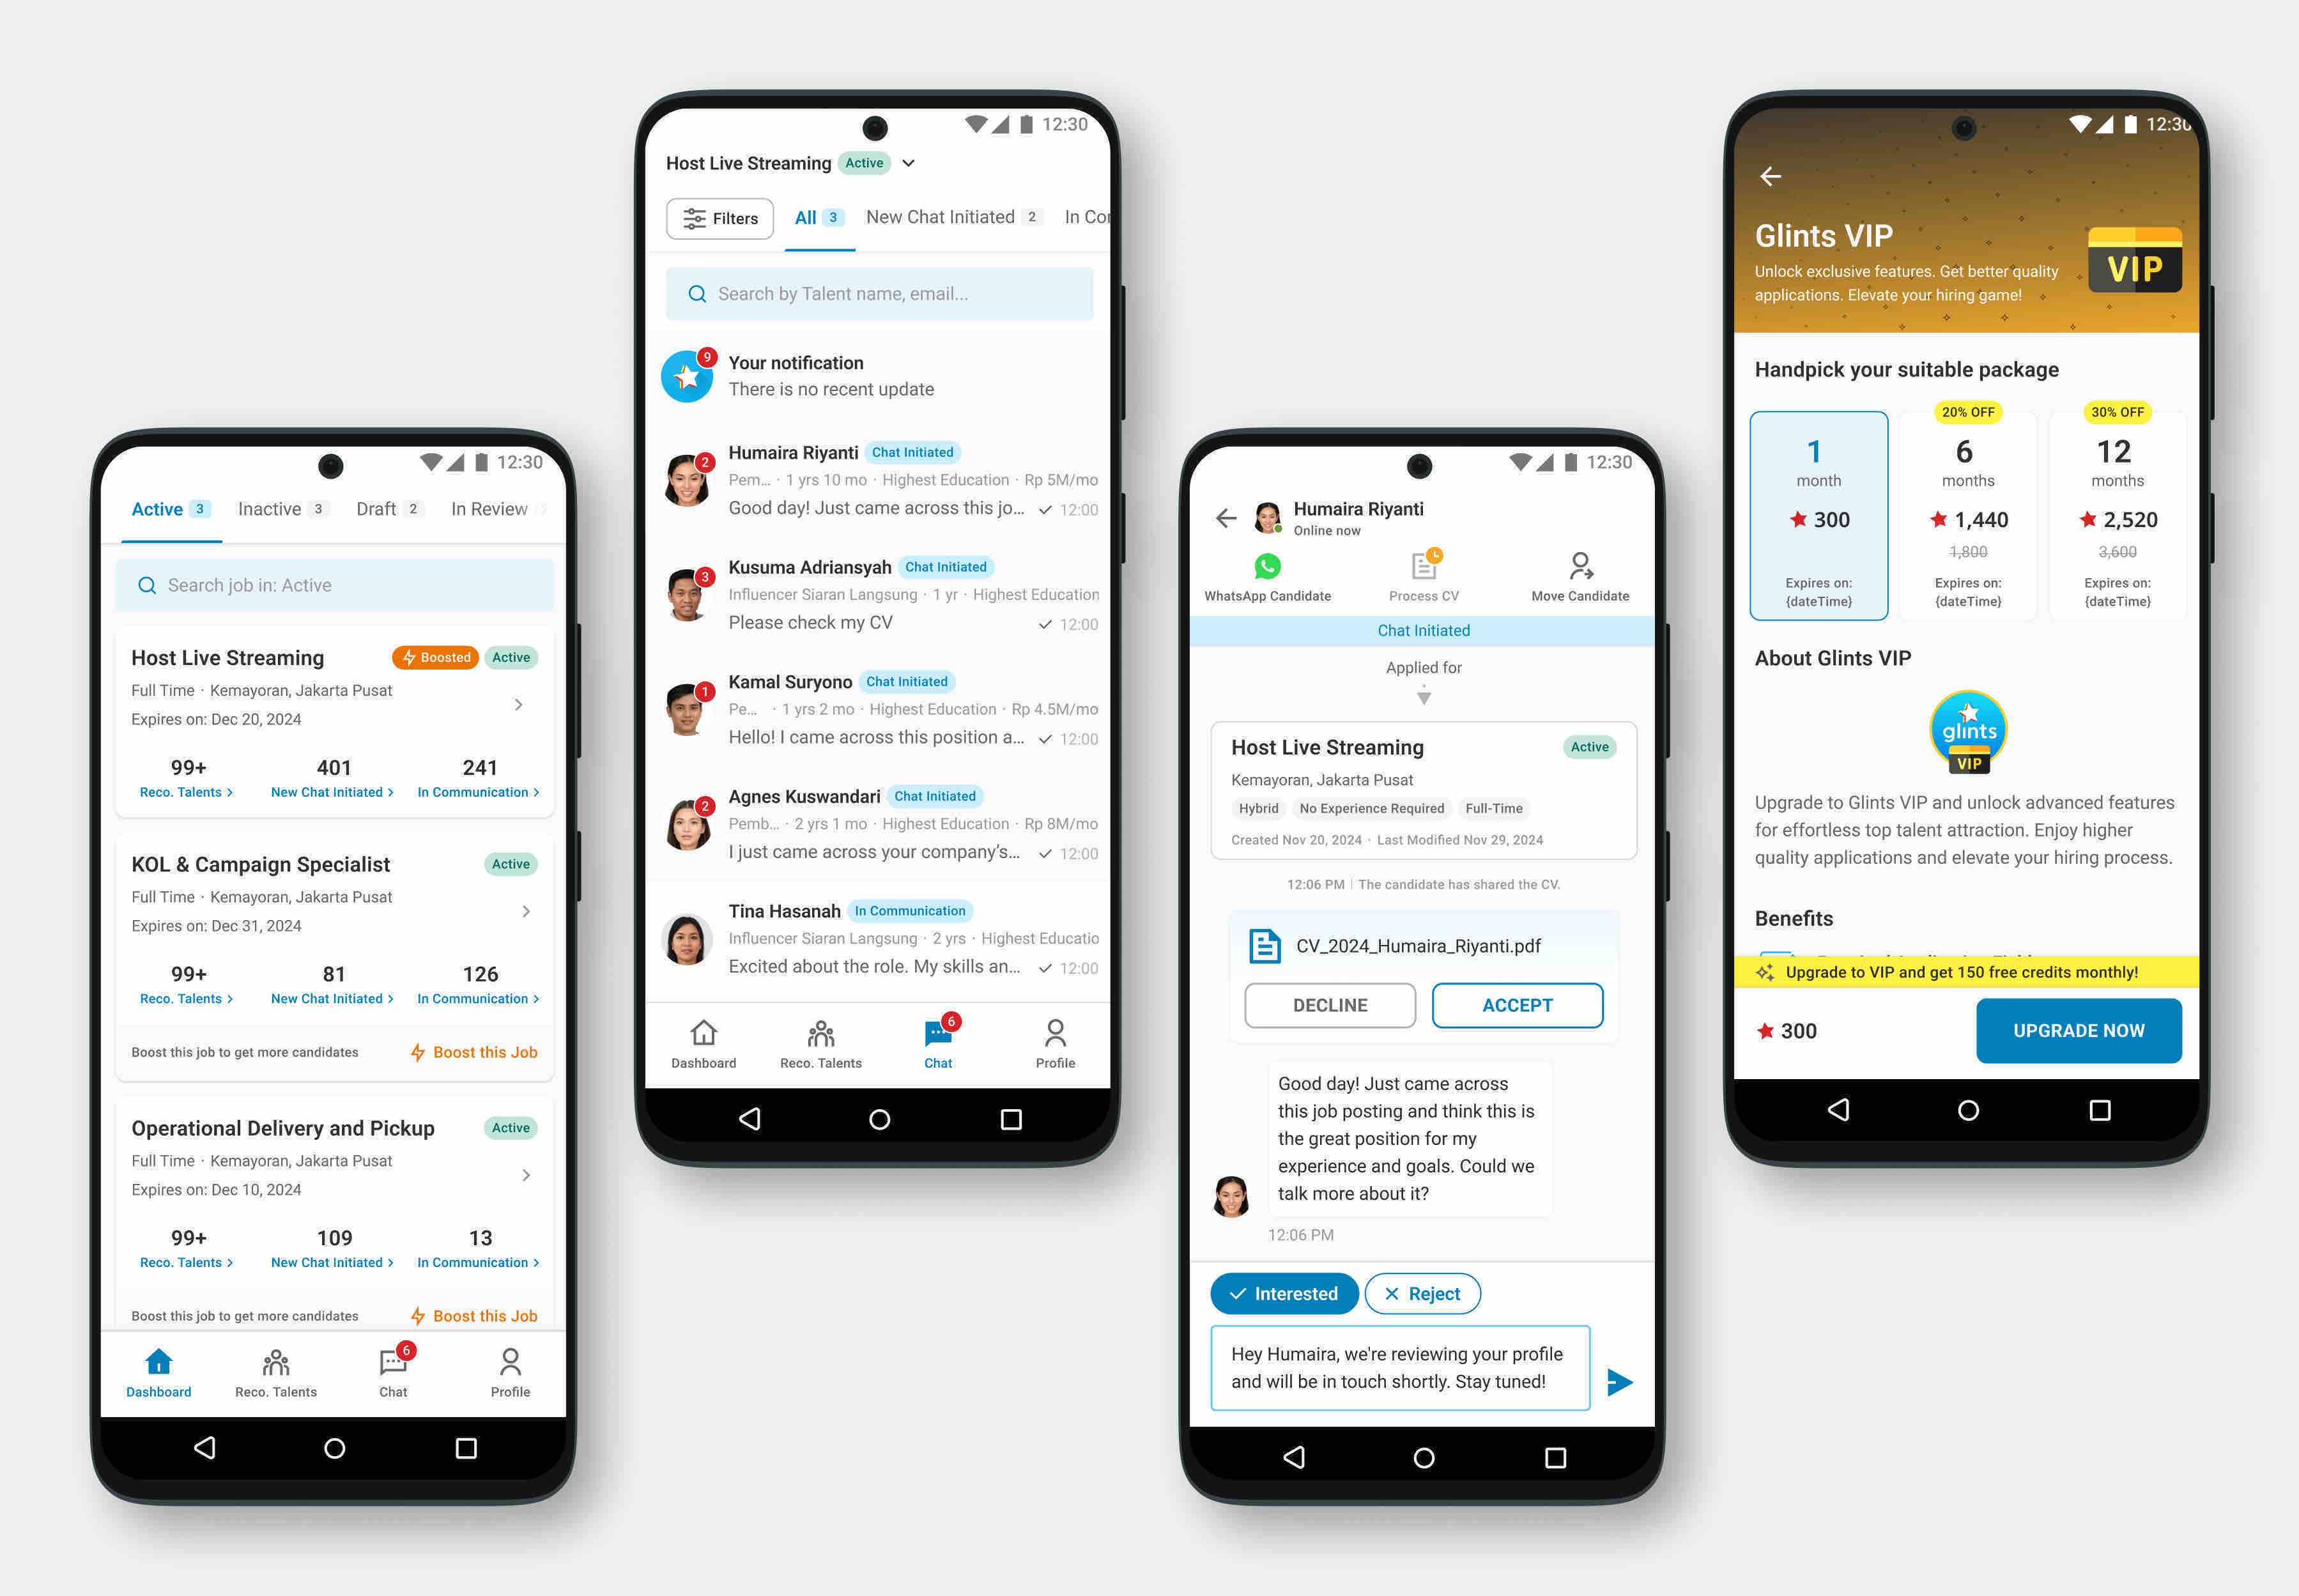 12:30
Active 3 Inactive 3 Draft 2 In Review
Search job in: Active
Host Live Streaming Boosted Active
Full Time · Kemayoran, Jakarta Pusat
Expires on: Dec 20, 2024
99+ 401 241
Reco. Talents > New Chat Initiated > In Communication >
KOL & Campaign Specialist Active
Full Time · Kemayoran, Jakarta Pusat
Expires on: Dec 31, 2024
99+ 81 126
Reco. Talents > New Chat Initiated > In Communication >
Boost this job to get more candidates Boost this Job
Operational Delivery and Pickup Active
Full Time · Kemayoran, Jakarta Pusat
Expires on: Dec 10, 2024
99+ 109 13
Reco. Talents > New Chat Initiated > In Communication >
Boost this job to get more candidates Boost this Job
6
Dashboard Reco. Talents Chat Profile
12:30
Host Live Streaming Active
Filters All 3 New Chat Initiated 2 In Cor
Search by Talent name, email...
9
Your notification
There is no recent update
2
Humaira Riyanti Chat Initiated
Pem... · 1 yrs 10 mo · Highest Education · Rp 5M/mo
Good day! Just came across this jo... 12:00
3
Kusuma Adriansyah Chat Initiated
Influencer Siaran Langsung · 1 yr · Highest Education
Please check my CV 12:00
1
Kamal Suryono Chat Initiated
Pe... · 1 yrs 2 mo · Highest Education · Rp 4.5M/mo
Hello! I came across this position a... 12:00
2
Agnes Kuswandari Chat Initiated
Pemb... · 2 yrs 1 mo · Highest Education · Rp 8M/mo
I just came across your company's... 12:00
Tina Hasanah In Communication
Influencer Siaran Langsung · 2 yrs · Highest Educatio
Excited about the role. My skills an... 12:00
6
Dashboard Reco. Talents Chat Profile
12:30
Humaira Riyanti
Online now
WhatsApp Candidate Process CV Move Candidate
Chat Initiated
Applied for
Host Live Streaming Active
Kemayoran, Jakarta Pusat
Hybrid No Experience Required Full-Time
Created Nov 20, 2024 · Last Modified Nov 29, 2024
12:06 PM | The candidate has shared the CV.
CV_2024_Humaira_Riyanti.pdf
DECLINE ACCEPT
Good day! Just came across
this job posting and think this is
the great position for my
experience and goals. Could we
talk more about it?
12:06 PM
Interested Reject
Hey Humaira, we're reviewing your profile
and will be in touch shortly. Stay tuned!
12:30
Glints VIP
Unlock exclusive features. Get better quality
applications. Elevate your hiring game!
VIP
Handpick your suitable package
20% OFF 30% OFF
1 6 12
month months months
300 1,440 2,520
1,800 3,600
Expires on: Expires on: Expires on:
{dateTime} {dateTime} {dateTime}
About Glints VIP
glints
VIP
Upgrade to Glints VIP and unlock advanced features
for effortless top talent attraction. Enjoy higher
quality applications and elevate your hiring process.
Benefits
Upgrade to VIP and get 150 free credits monthly!
300 UPGRADE NOW